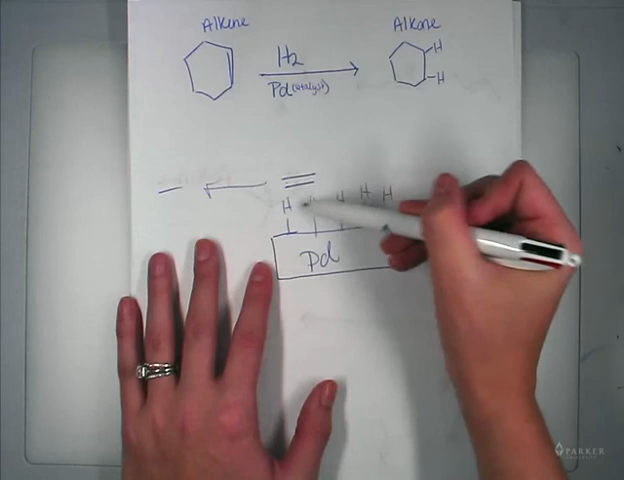 Alkene
Alkane
H2
H
Pd (catalyst)
H
H
H
H
H
Pd
PARKER